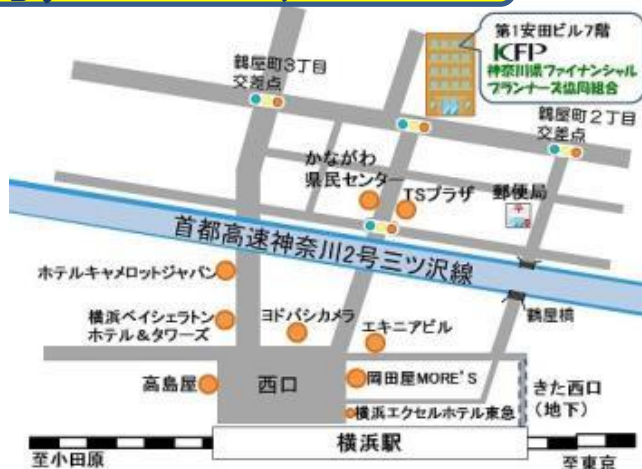 第1安田ビル7階
KFP
神奈川県ファイナンシャル
プランナーズ協同組合
鶴屋町3丁目
交差点
鶴屋町2丁目
交差点
かながわ
県民センター
TSプラザ
郵便局
首都高速神奈川2号三ツ沢線
ホテルキャメロットジャパン
横浜ベイシェラトン
ホテル&タワーズ
ヨドバシカメラ
エキニアビル
鶴屋橋
高島屋
西口
岡田屋MORE'S
横浜エクセルホテル東急
きた西口
(地下)
横浜駅
至小田原
至東京